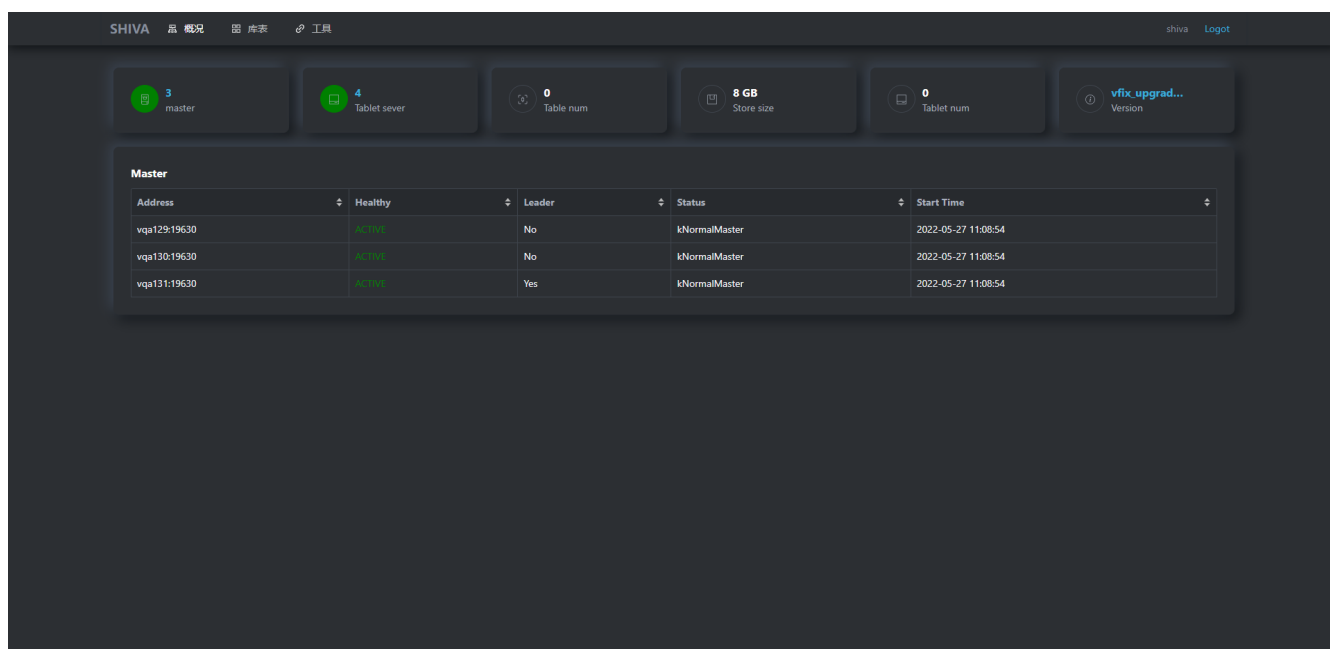 SHIVA 概况 库表 工具 shiva Logot
3 4 0 8 GB 0 vfix_upgrad...
master Tablet sever Table num Store size Tablet num Version
Master
Address Healthy Leader Status Start Time
vqa129:19630 ACTIVE No kNormalMaster 2022-05-27 11:08:54
vqa130:19630 ACTIVE No kNormalMaster 2022-05-27 11:08:54
vqa131:19630 ACTIVE Yes kNormalMaster 2022-05-27 11:08:54